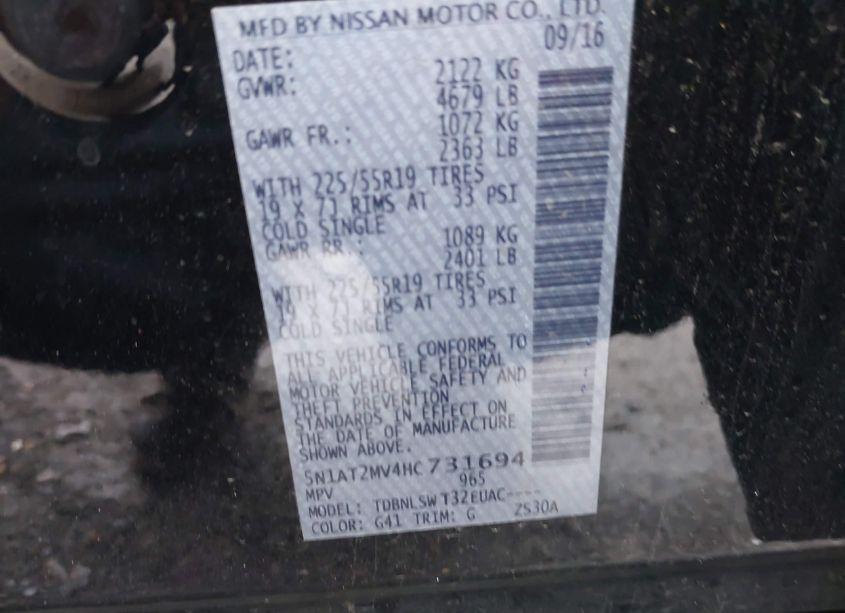 MFD BY NISSAN MOTOR CO., LTD.
DATE: 09/16
GVWR: 2122 KG
4679 LB
GAWR FR.: 1072 KG
2363 LB
WITH 225/55R19 TIRES
19 X 7J RIMS AT 33 PSI
COLD SINGLE
GAWR RR.: 1089 KG
2401 LB
WITH 225/55R19 TIRES
19 X 7J RIMS AT 33 PSI
COLD SINGLE
THIS VEHICLE CONFORMS TO
ALL APPLICABLE FEDERAL
MOTOR VEHICLE SAFETY AND
THEFT PREVENTION
STANDARDS IN EFFECT ON
THE DATE OF MANUFACTURE
SHOWN ABOVE.
5N1AT2MV4HC731694
965
MPV
MODEL: TDBNLSWT32EUAC----
COLOR: G41 TRIM: G ZS30A